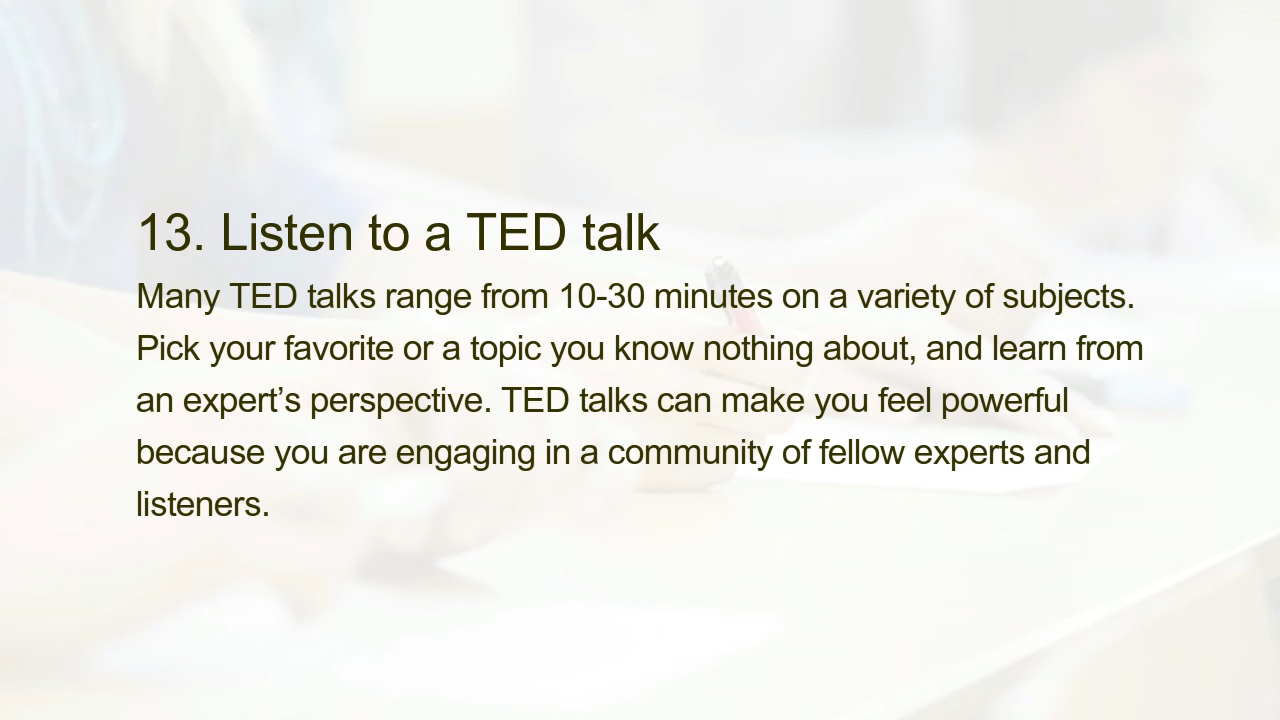 13. Listen to a TED talk
Many TED talks range from 10-30 minutes on a variety of subjects.
Pick your favorite or a topic you know nothing about, and learn from
an expert’s perspective. TED talks can make you feel powerful
because you are engaging in a community of fellow experts and
listeners.